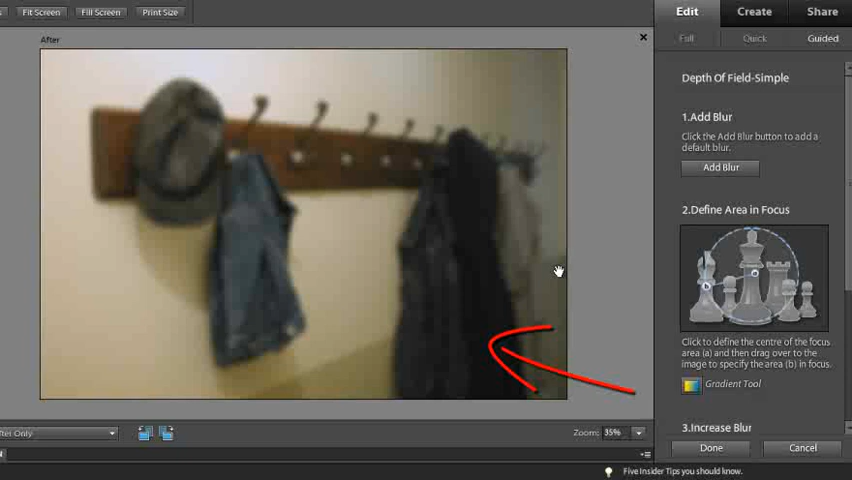 Fit Screen Fill Screen Print Size
Edit Create Share
Full Quick Guided
After
Depth Of Field-Simple
1.Add Blur
Click the Add Blur button to add a
default blur.
Add Blur
2.Define Area in Focus
Click to define the centre of the focus
area (a) and then drag over to the
image to specify the area (b) in focus.
Gradient Tool
3.Increase Blur
Only
Zoom: 35%
Done Cancel
Five Insider Tips you should know.